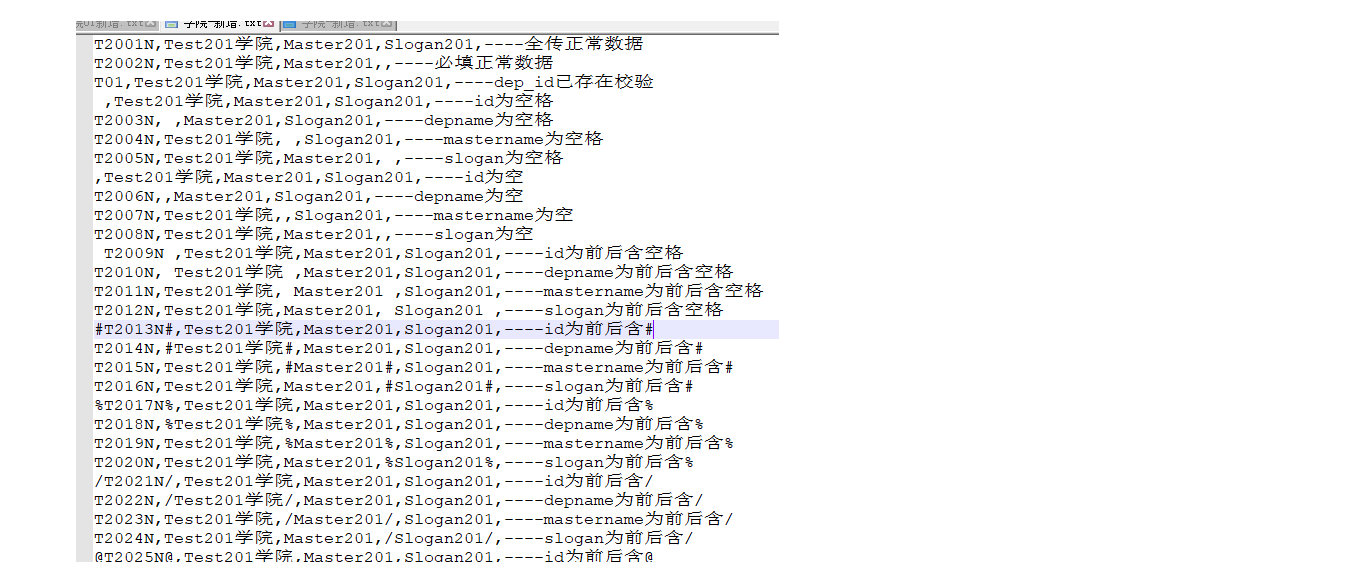 学院-新增.txt
T2001N,Test201学院,Master201,Slogan201,----全传正常数据
T2002N,Test201学院,Master201,,----必填正常数据
T01,Test201学院,Master201,Slogan201,----dep_id已存在校验
 ,Test201学院,Master201,Slogan201,----id为空格
T2003N, ,Master201,Slogan201,----depname为空格
T2004N,Test201学院, ,Slogan201,----mastername为空格
T2005N,Test201学院,Master201, ,----slogan为空格
,Test201学院,Master201,Slogan201,----id为空
T2006N,,Master201,Slogan201,----depname为空
T2007N,Test201学院,,Slogan201,----mastername为空
T2008N,Test201学院,Master201,,----slogan为空
 T2009N ,Test201学院,Master201,Slogan201,----id为前后含空格
T2010N, Test201学院 ,Master201,Slogan201,----depname为前后含空格
T2011N,Test201学院, Master201 ,Slogan201,----mastername为前后含空格
T2012N,Test201学院,Master201, Slogan201 ,----slogan为前后含空格
#T2013N#,Test201学院,Master201,Slogan201,----id为前后含#
T2014N,#Test201学院#,Master201,Slogan201,----depname为前后含#
T2015N,Test201学院,#Master201#,Slogan201,----mastername为前后含#
T2016N,Test201学院,Master201,#Slogan201#,----slogan为前后含#
%T2017N%,Test201学院,Master201,Slogan201,----id为前后含%
T2018N,%Test201学院%,Master201,Slogan201,----depname为前后含%
T2019N,Test201学院,%Master201%,Slogan201,----mastername为前后含%
T2020N,Test201学院,Master201,%Slogan201%,----slogan为前后含%
/T2021N/,Test201学院,Master201,Slogan201,----id为前后含/
T2022N,/Test201学院/,Master201,Slogan201,----depname为前后含/
T2023N,Test201学院,/Master201/,Slogan201,----mastername为前后含/
T2024N,Test201学院,Master201,/Slogan201/,----slogan为前后含/
@T2025N@,Test201学院,Master201,Slogan201,----id为前后含@